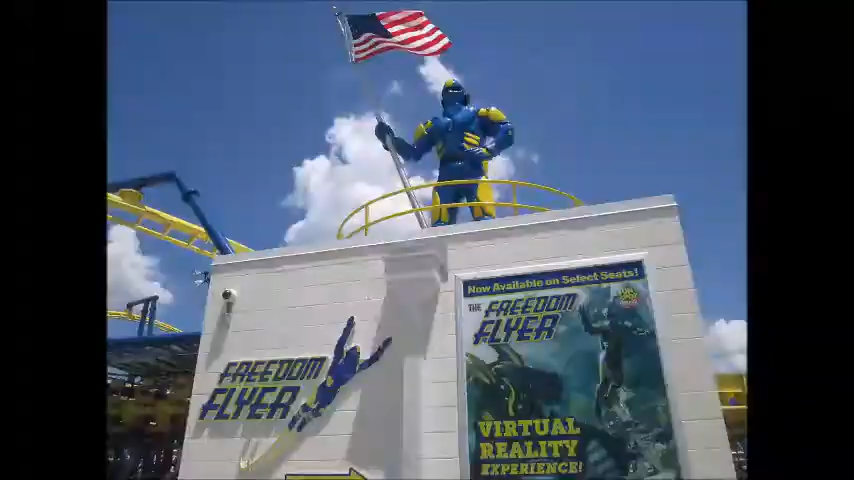 Now Available on Select Seats!
THE FREEDOM
FLYER
FREEDOM
FLYER
VIRTUAL
REALITY
EXPERIENCE!